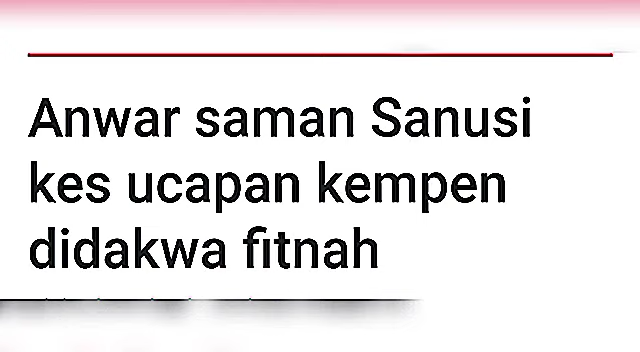 Anwar saman Sanusi
kes ucapan kempen
didakwa fitnah